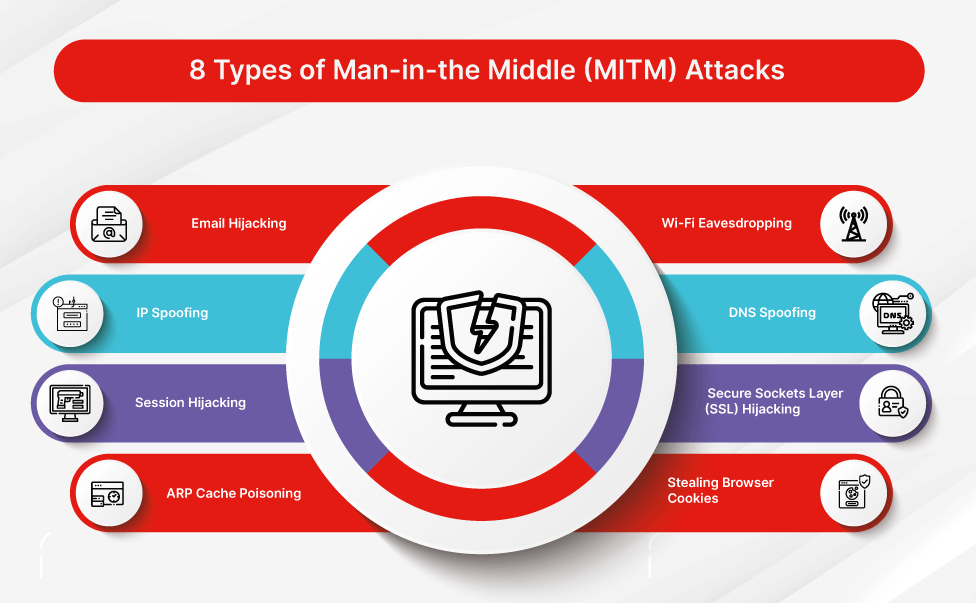 8 Types of Man-in-the Middle (MITM) Attacks
Email Hijacking
IP Spoofing
Session Hijacking
ARP Cache Poisoning
Wi-Fi Eavesdropping
DNS Spoofing
DNS
Secure Sockets Layer
(SSL) Hijacking
Stealing Browser
Cookies